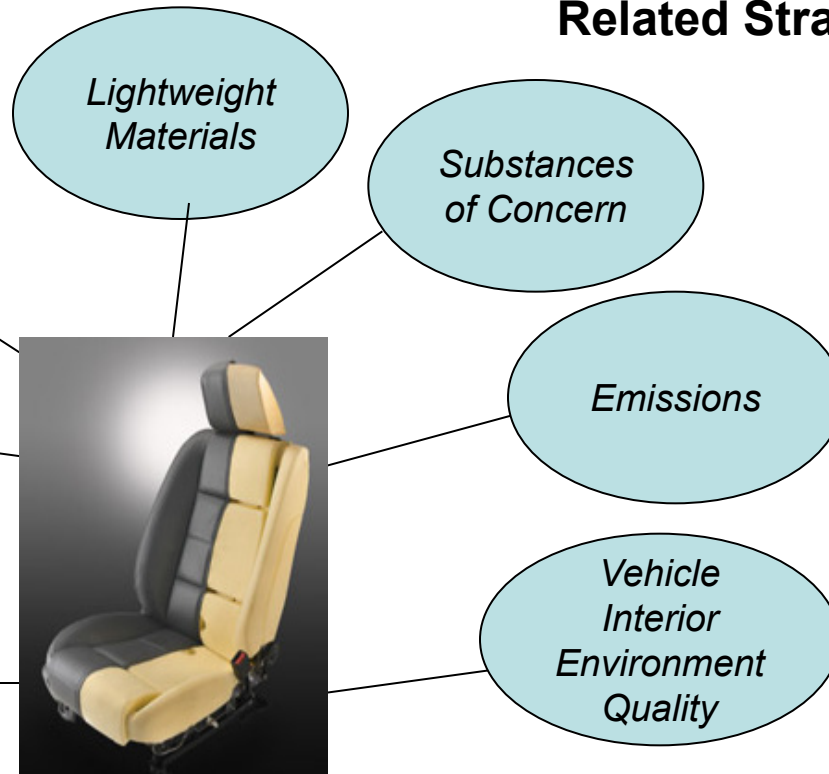 Related Stra
Lightweight
Materials
Substances
of Concern
Emissions
Vehicle
Interior
Environment
Quality